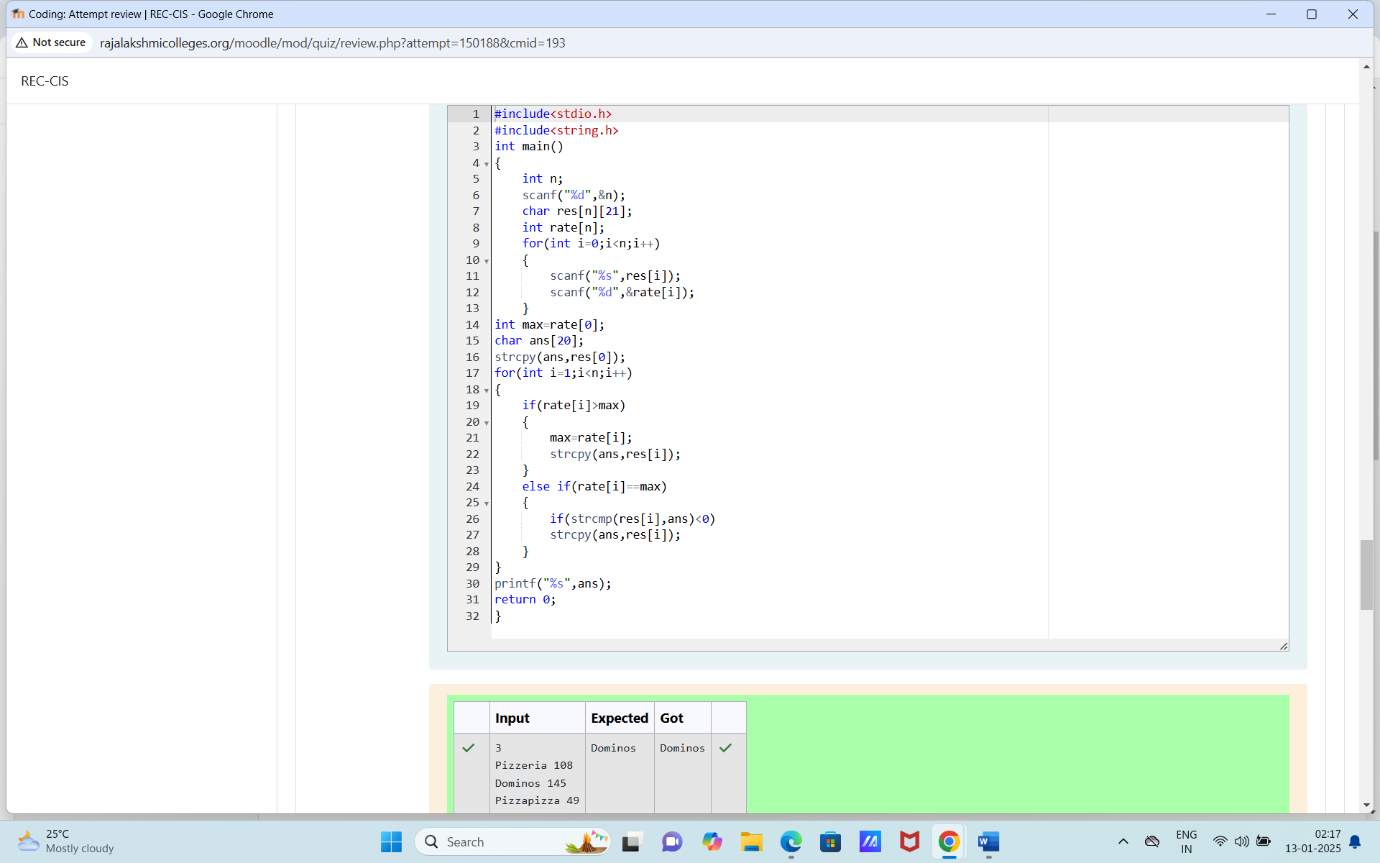 Coding: Attempt review | REC-CIS - Google Chrome
Not secure rajalakshmicolleges.org/moodle/mod/quiz/review.php?attempt=150188&cmid=193
REC-CIS
1 #include<stdio.h>
2 #include<string.h>
3 int main()
4 {
5 int n;
6 scanf("%d",&n);
7 char res[n][21];
8 int rate[n];
9 for(int i=0;i<n;i++)
10 {
11 scanf("%s",res[i]);
12 scanf("%d",&rate[i]);
13 }
14 int max=rate[0];
15 char ans[20];
16 strcpy(ans,res[0]);
17 for(int i=1;i<n;i++)
18 {
19 if(rate[i]>max)
20 {
21 max=rate[i];
22 strcpy(ans,res[i]);
23 }
24 else if(rate[i]==max)
25 {
26 if(strcmp(res[i],ans)<0)
27 strcpy(ans,res[i]);
28 }
29 }
30 printf("%s",ans);
31 return 0;
32 }
Input Expected Got
3 Dominos Dominos
Pizzeria 108
Dominos 145
Pizzapizza 49
25°C
Mostly cloudy
Search
ENG
IN
02:17
13-01-2025